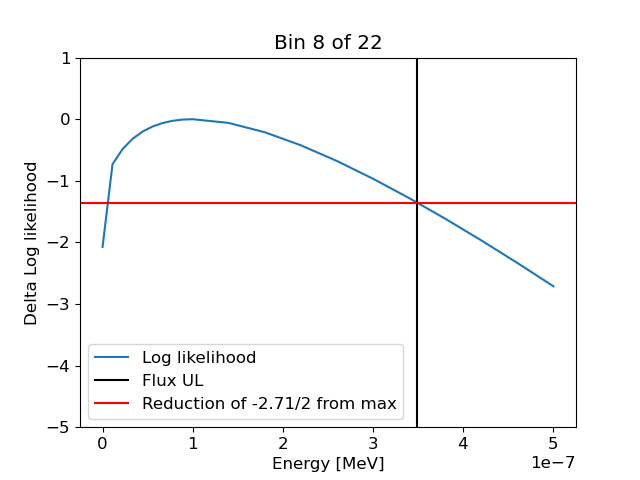 Bin 8 of 22
Delta Log likelihood
1
0
−1
−2
−3
−4
−5
Log likelihood
Flux UL
Reduction of -2.71/2 from max
0 1 2 3 4 5
1e−7
Energy [MeV]